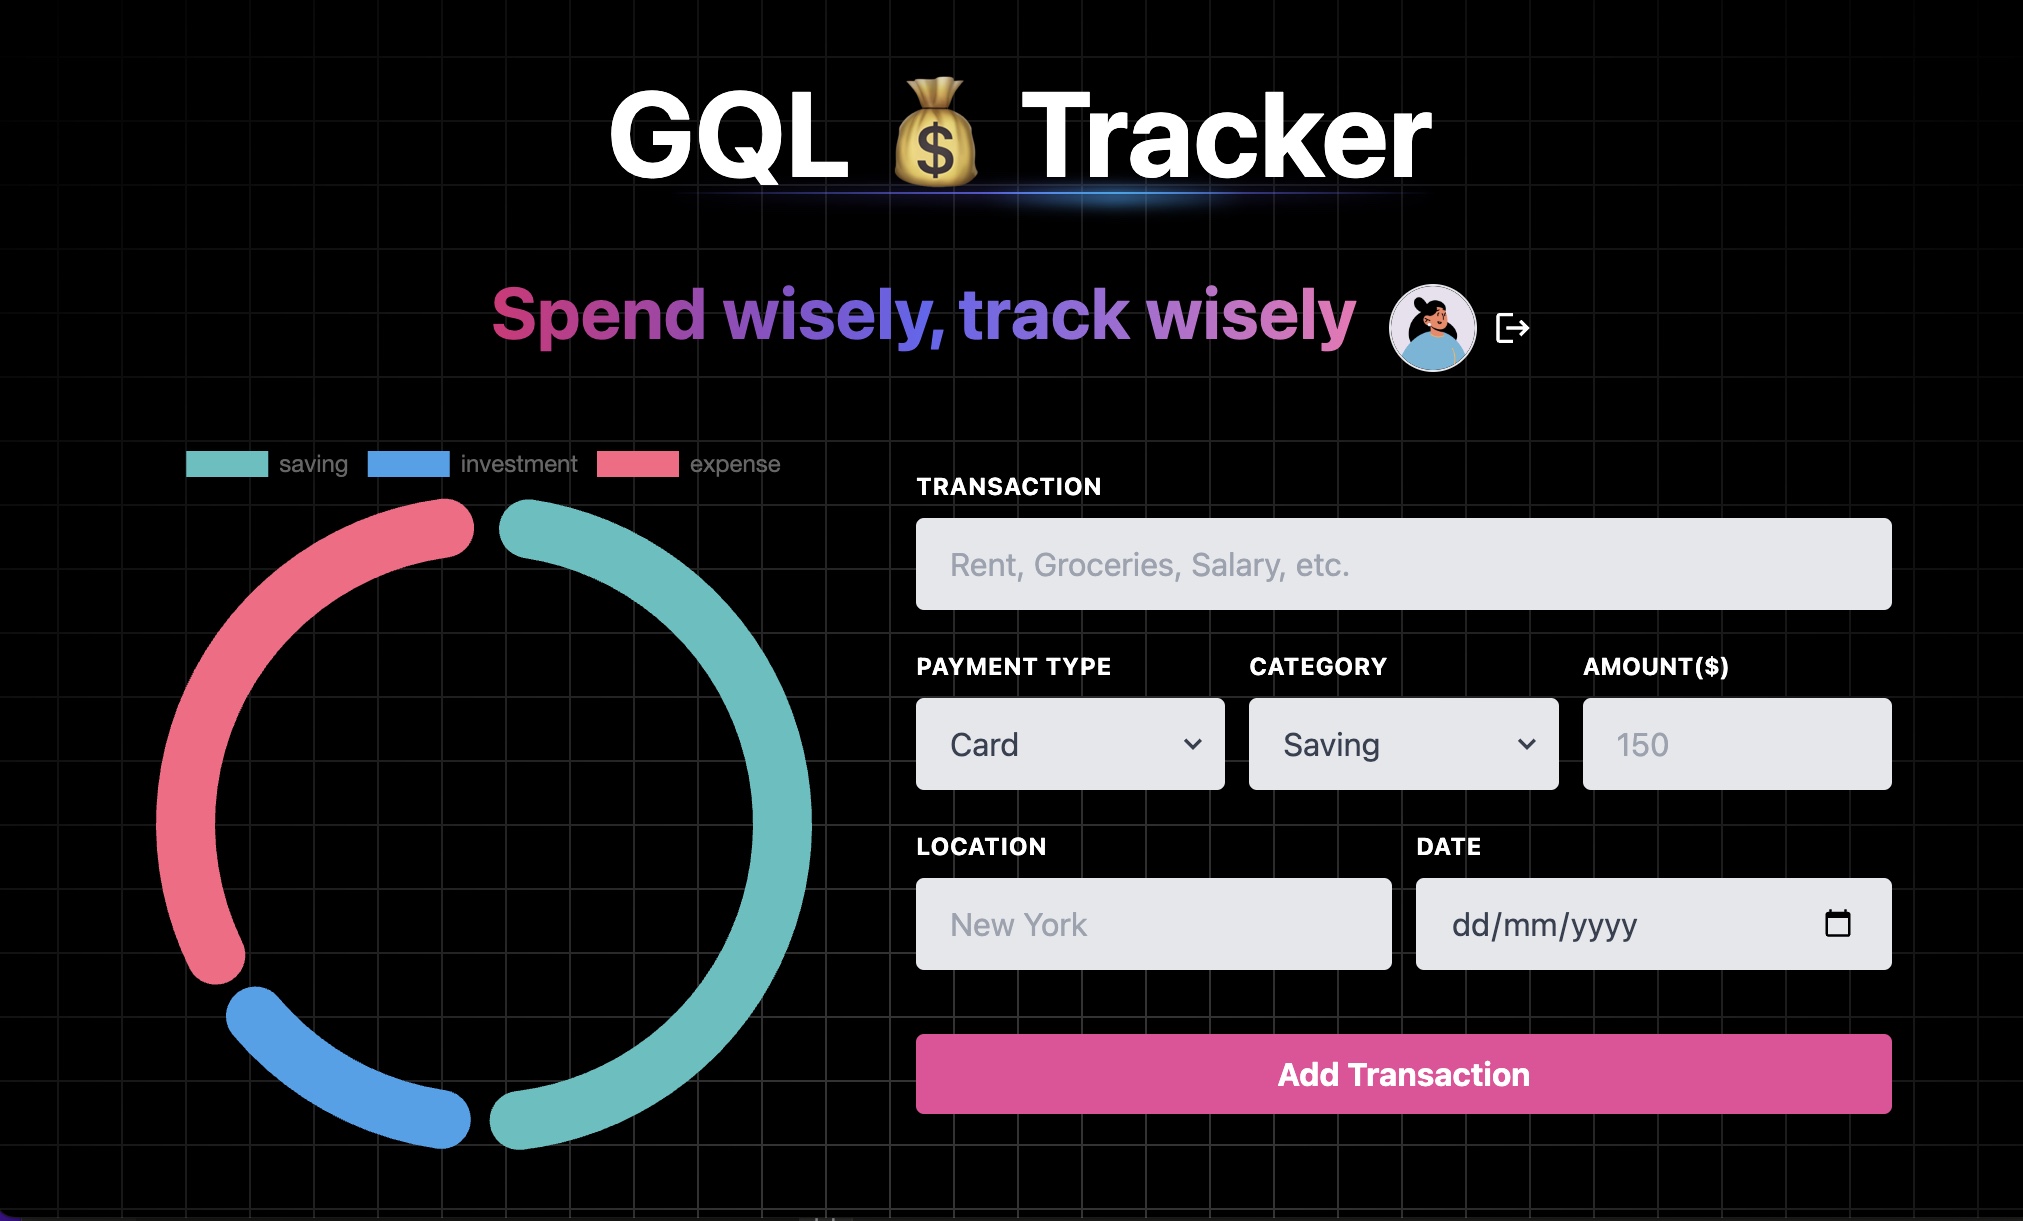 GQL 💰 Tracker
Spend wisely, track wisely
saving investment expense
TRANSACTION
Rent, Groceries, Salary, etc.
PAYMENT TYPE CATEGORY AMOUNT($)
Card Saving 150
LOCATION DATE
New York dd/mm/yyyy
Add Transaction